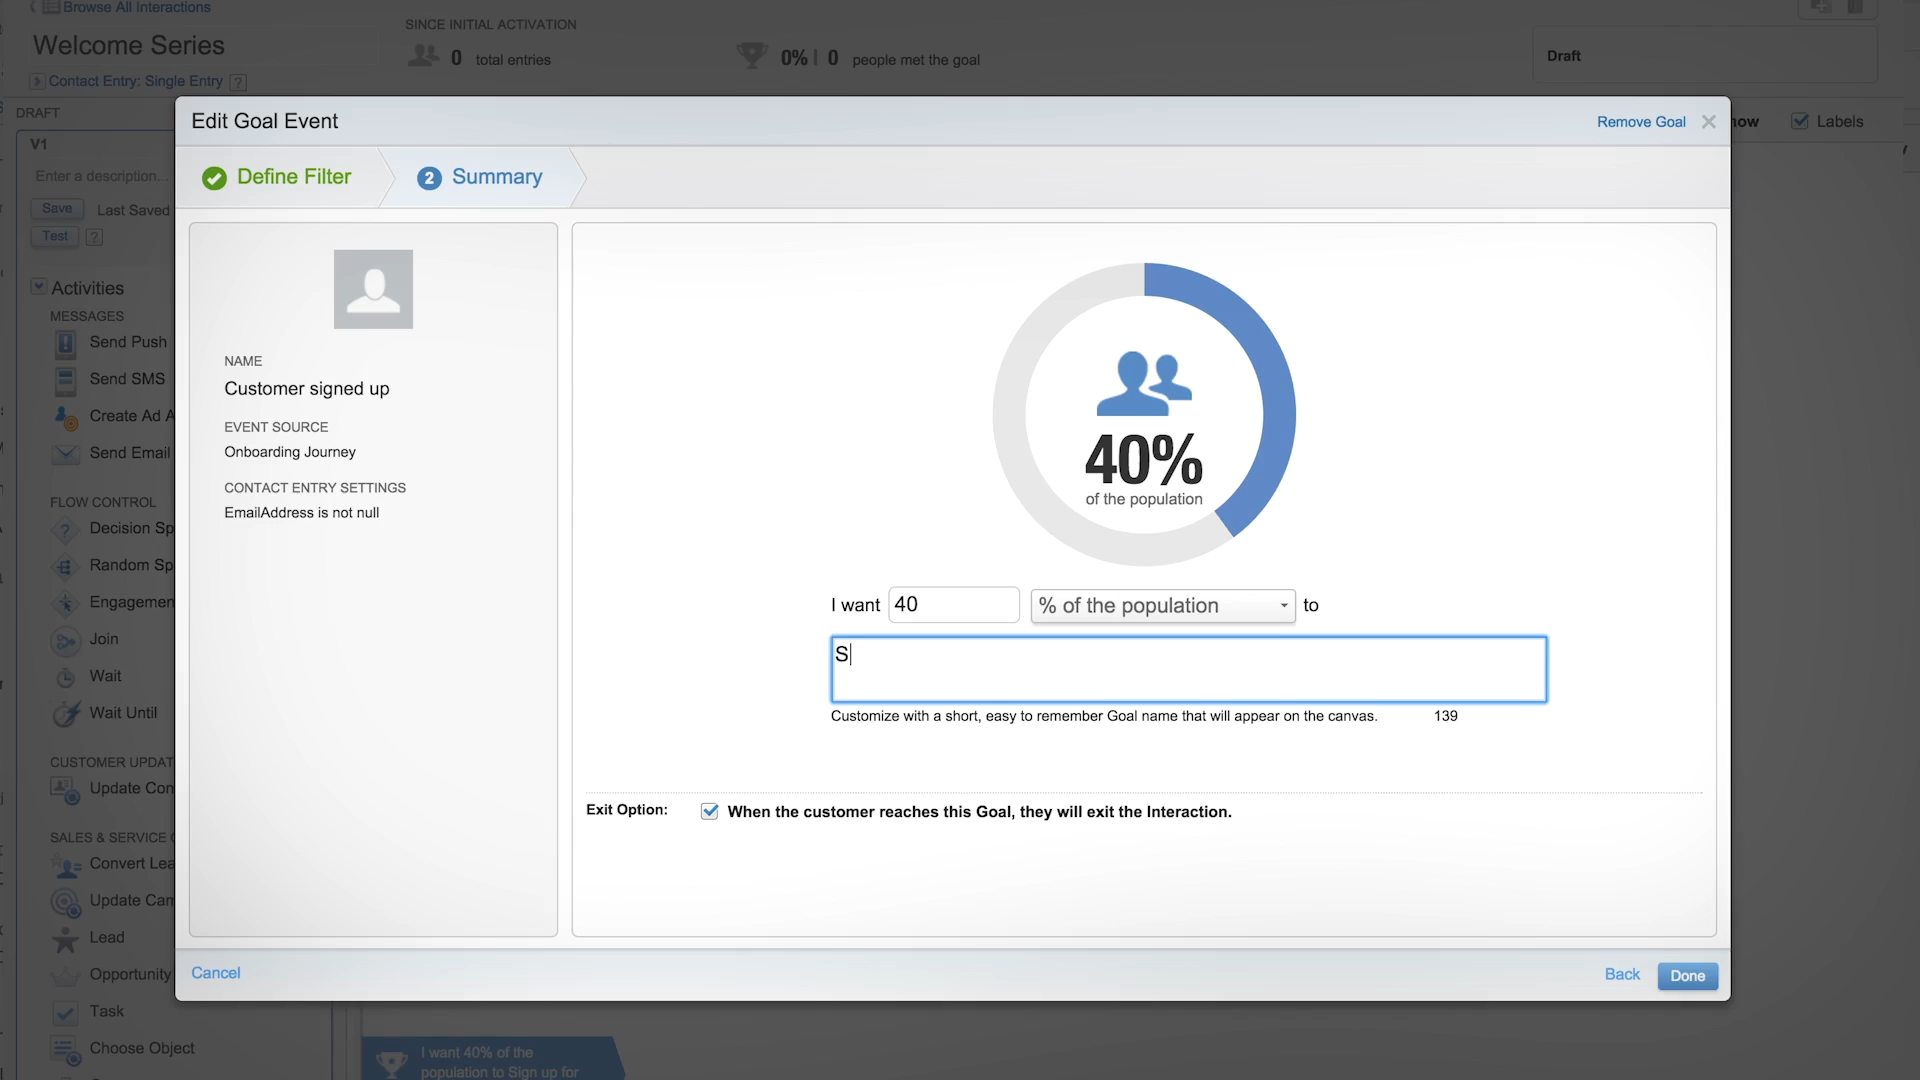 Browse All Interactions
SINCE INITIAL ACTIVATION
Welcome Series
0 total entries
0% | 0 people met the goal
Draft
Contact Entry: Single Entry ?
DRAFT
Edit Goal Event
Remove Goal
Labels
V1
Enter a description...
Define Filter
2 Summary
Save
Last Saved
Test ?
Activities
MESSAGES
Send Push
Send SMS
Create Ad A
Send Email
FLOW CONTROL
Decision Sp
Random Sp
Engagemen
Join
Wait
Wait Until
CUSTOMER UPDAT
Update Con
SALES & SERVICE
Convert Lea
Update Cam
Lead
Opportunity
Task
Choose Object
NAME
Customer signed up
EVENT SOURCE
Onboarding Journey
CONTACT ENTRY SETTINGS
EmailAddress is not null
40%
of the population
I want 40 % of the population to
S
Customize with a short, easy to remember Goal name that will appear on the canvas. 139
Exit Option: When the customer reaches this Goal, they will exit the Interaction.
Cancel
Back
Done
I want 40% of the
population to Sign up for